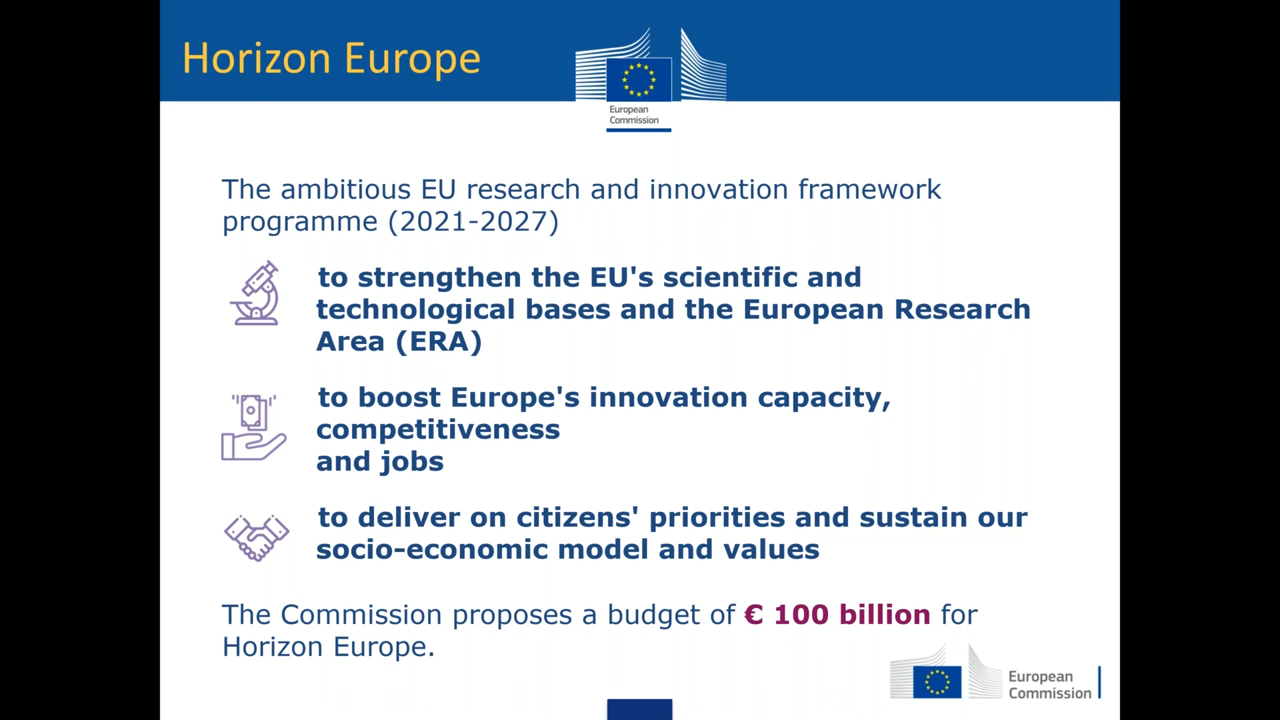 Horizon Europe
European
Commission
The ambitious EU research and innovation framework
programme (2021-2027)
to strengthen the EU's scientific and
technological bases and the European Research
Area (ERA)
to boost Europe's innovation capacity,
competitiveness
and jobs
to deliver on citizens' priorities and sustain our
socio-economic model and values
The Commission proposes a budget of € 100 billion for
Horizon Europe.
European
Commission